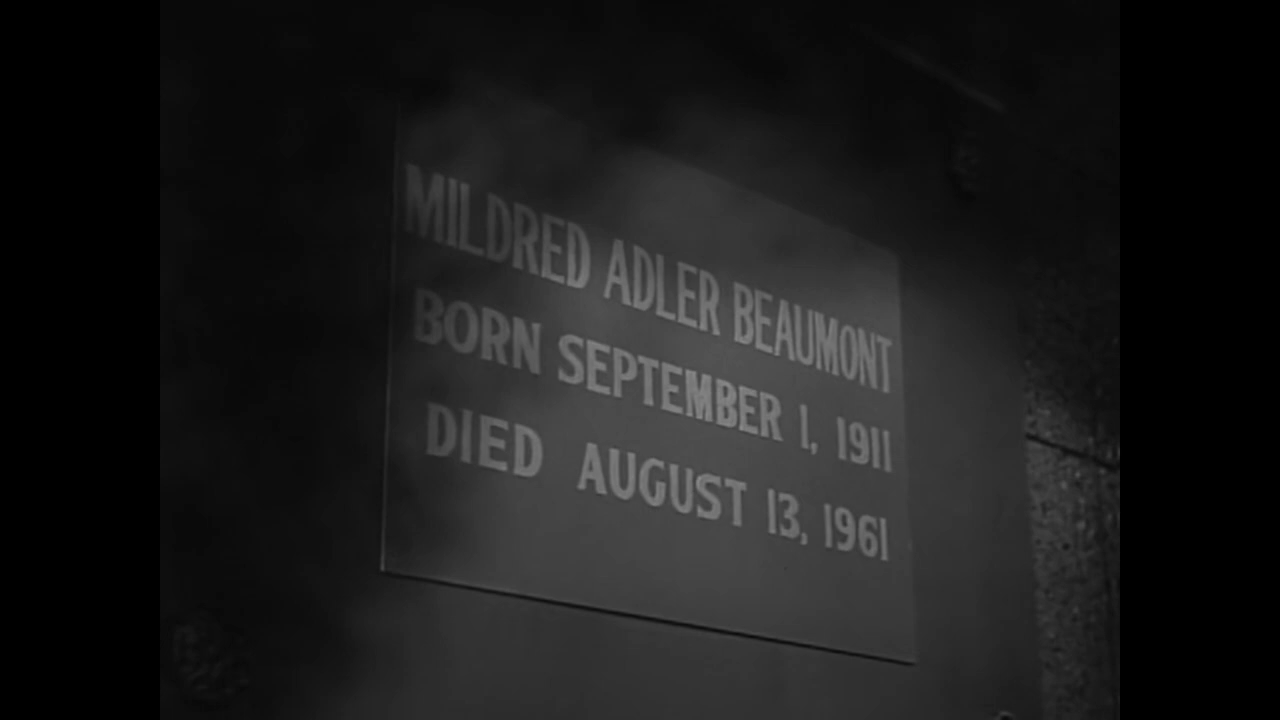 MILDRED ADLER BEAUMONT
BORN SEPTEMBER 1, 1911
DIED AUGUST 13, 1961